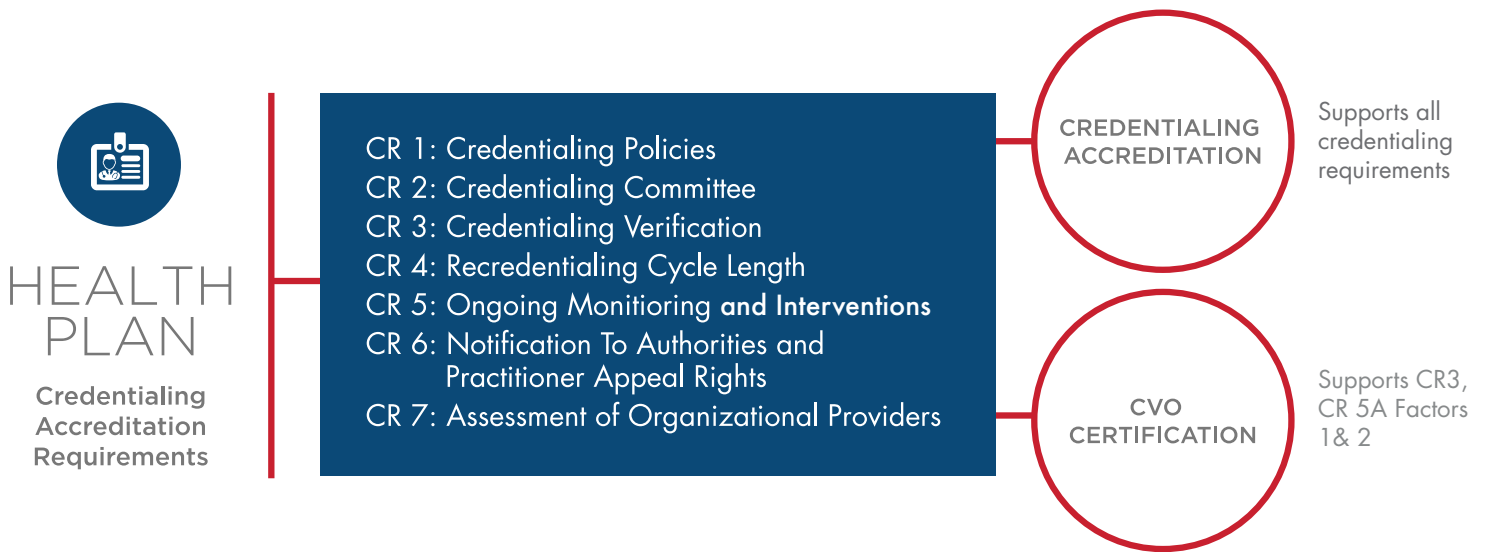 HEALTH
PLAN
Credentialing
Accreditation
Requirements
CR 1: Credentialing Policies
CR 2: Credentialing Committee
CR 3: Credentialing Verification
CR 4: Recredentialing Cycle Length
CR 5: Ongoing Monitioring and Interventions
CR 6: Notification To Authorities and
Practitioner Appeal Rights
CR 7: Assessment of Organizational Providers
CREDENTIALING
ACCREDITATION
Supports all
credentialing
requirements
CVO
CERTIFICATION
Supports CR3,
CR 5A Factors
1& 2